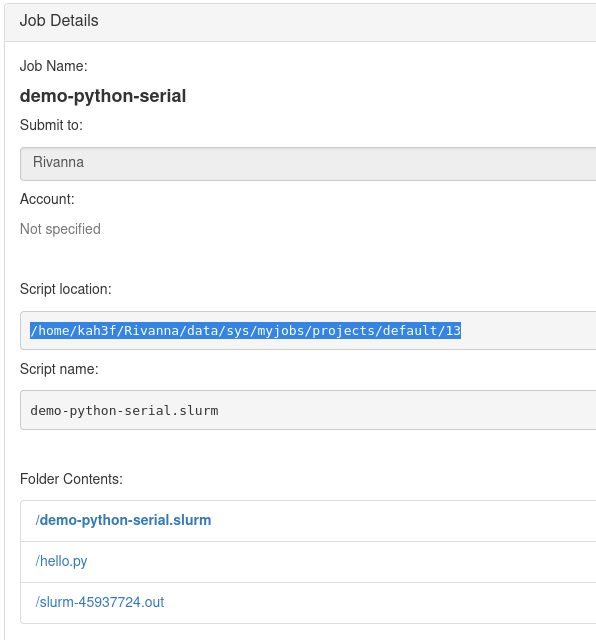 Job Details
Job Name:
demo-python-serial
Submit to:
Rivanna
Account:
Not specified
Script location:
/home/kah3f/Rivanna/data/sys/myjobs/projects/default/13
Script name:
demo-python-serial.slurm
Folder Contents:
/demo-python-serial.slurm
/hello.py
/slurm-45937724.out